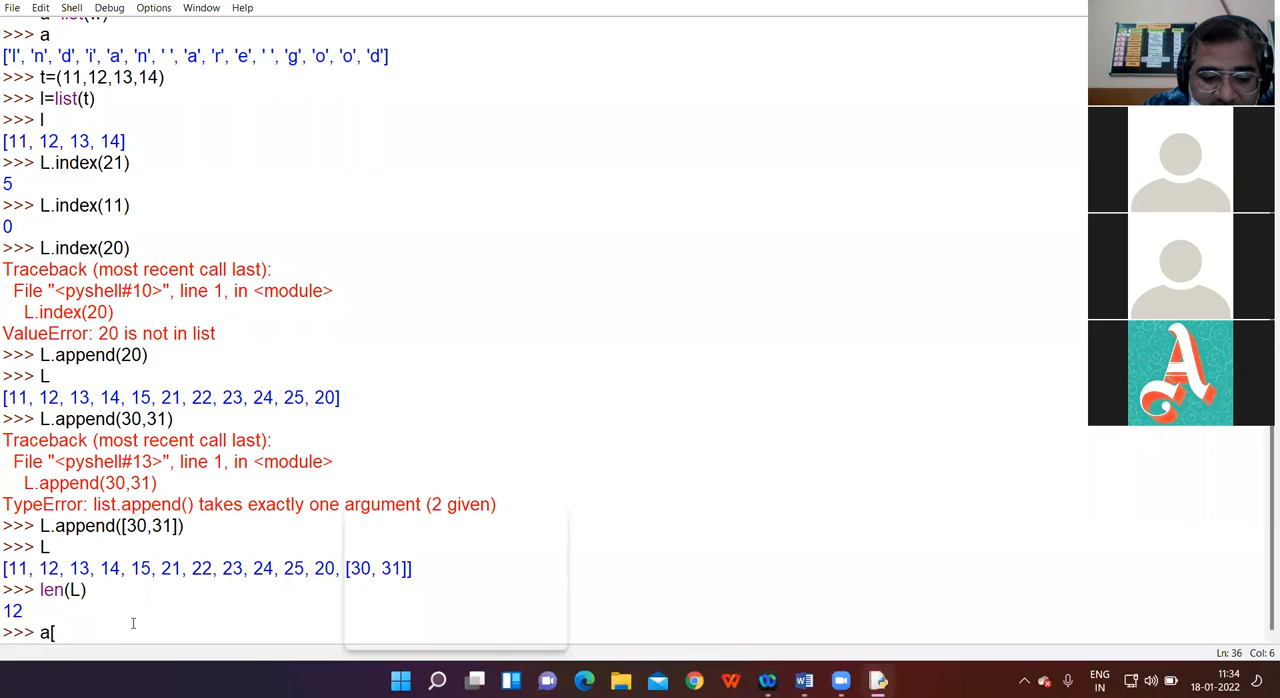 File Edit Shell Debug Options Window Help
>>> a
['I', 'n', 'd', 'i', 'a', 'n', ' ', 'a', 'r', 'e', ' ', 'g', 'o', 'o', 'd']
>>> t=(11,12,13,14)
>>> l=list(t)
>>> l
[11, 12, 13, 14]
>>> L.index(21)
5
>>> L.index(11)
0
>>> L.index(20)
Traceback (most recent call last):
File "<pyshell#10>", line 1, in <module>
L.index(20)
ValueError: 20 is not in list
>>> L.append(20)
>>> L
[11, 12, 13, 14, 15, 21, 22, 23, 24, 25, 20]
>>> L.append(30,31)
Traceback (most recent call last):
File "<pyshell#13>", line 1, in <module>
L.append(30,31)
TypeError: list.append() takes exactly one argument (2 given)
>>> L.append([30,31])
>>> L
[11, 12, 13, 14, 15, 21, 22, 23, 24, 25, 20, [30, 31]]
>>> len(L)
12
>>> a[
A
Ln: 36 Col: 6
ENG
IN
11:34
18-01-2022